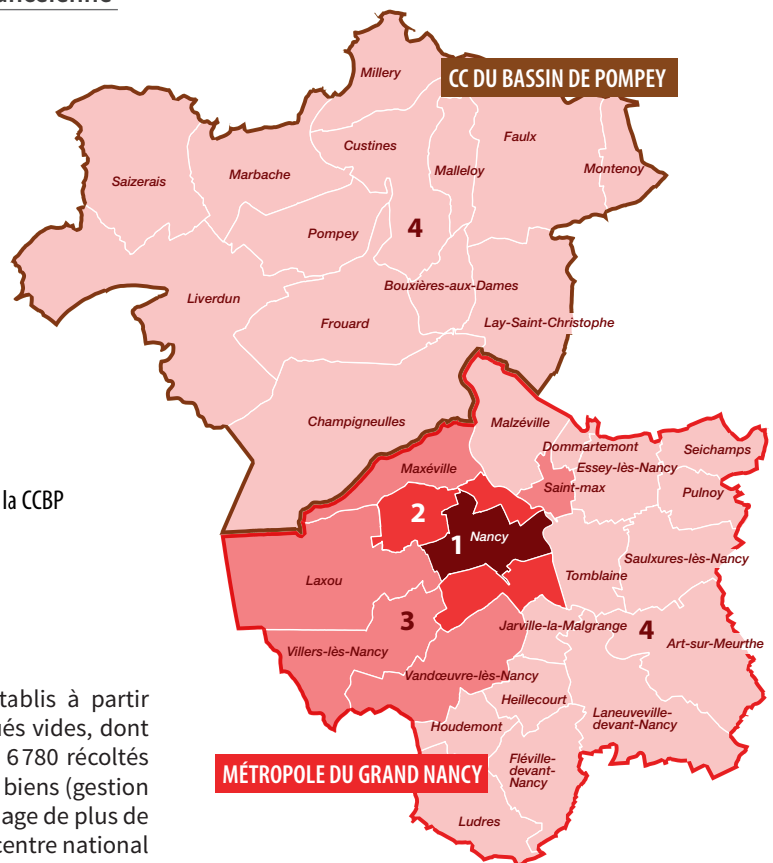 CC DU BASSIN DE POMPEY
Millery
Custines
Faulx
Saizerais
Marbache
Malleloy
Montenoy
Pompey
4
Bouxières-aux-Dames
Liverdun
Frouard
Lay-Saint-Christophe
Champigneulles
Malzéville
Dommartemont
Seichamps
Maxéville
Essey-lès-Nancy
Saint-max
Pulnoy
la CCBP
2
1
Nancy
Saulxures-lès-Nancy
Laxou
Tomblaine
3
Jarville-la-Malgrange
4
Art-sur-Meurthe
Villers-lès-Nancy
Vandœuvre-lès-Nancy
Heillecourt
Laneuveville-
devant-Nancy
Houdemont
Fléville-
devant-
Nancy
MÉTROPOLE DU GRAND NANCY
Ludres
tablis à partir
ués vides, dont
6 780 récoltés
biens (gestion
age de plus de
centre national